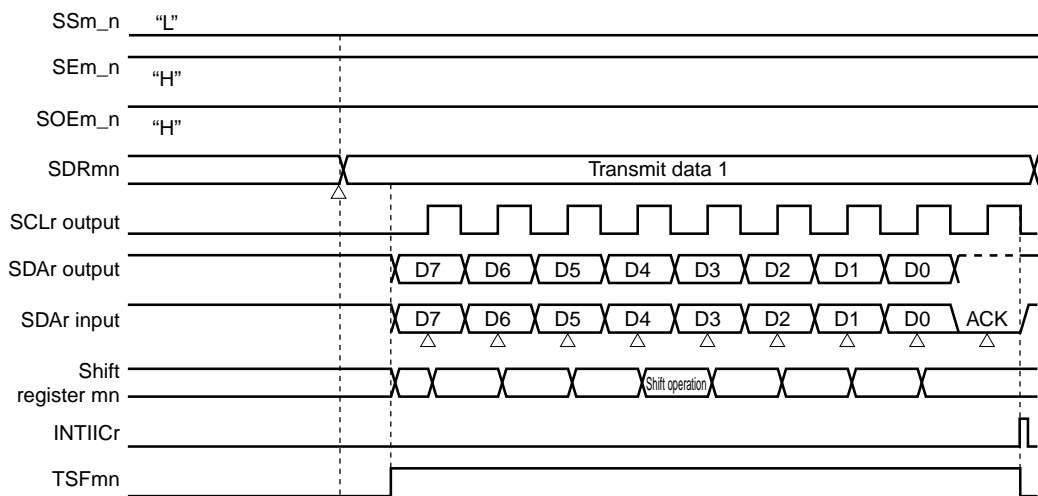 SSm_n “L”
SEm_n “H”
SOEm_n “H”
SDRmn Transmit data 1
SCLr output
SDAr output D7 D6 D5 D4 D3 D2 D1 D0
SDAr input D7 D6 D5 D4 D3 D2 D1 D0 ACK
Shift
register mn Shift operation
INTIICr
TSFmn